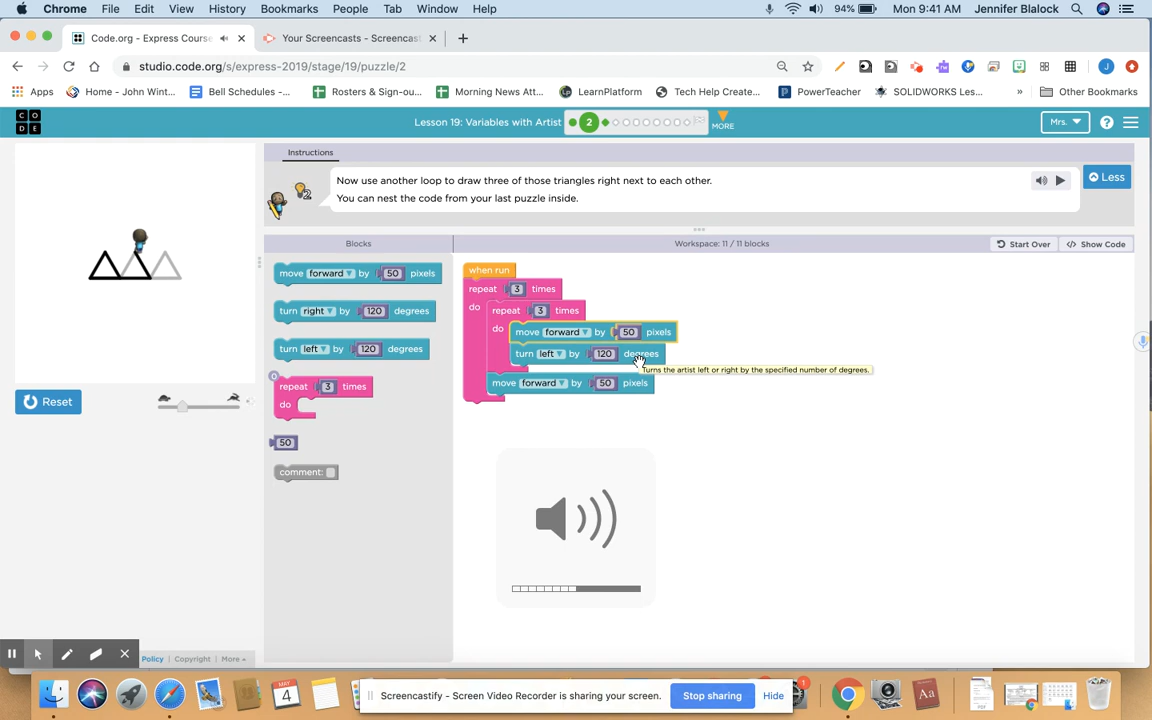 Chrome File Edit View History Bookmarks People Tab Window Help 94% Mon 9:41 AM Jennifer Blalock
Code.org - Express Course Your Screencasts - Screencast
studio.code.org/s/express-2019/stage/19/puzzle/2
Apps Home - John Wint... Bell Schedules -... Rosters & Sign-ou... Morning News Att... LearnPlatform Tech Help Create... PowerTeacher SOLIDWORKS Les... » Other Bookmarks
C O D E Lesson 19: Variables with Artist 2 MORE Mrs. ?
Instructions
2 Now use another loop to draw three of those triangles right next to each other. Less
You can nest the code from your last puzzle inside.
Blocks Workspace: 11 / 11 blocks Start Over </> Show Code
move forward by 50 pixels
turn right by 120 degrees
turn left by 120 degrees
0
repeat 3 times
do
50
comment:
when run
repeat 3 times
do repeat 3 times
do move forward by 50 pixels
turn left by 120 degrees
Turns the artist left or right by the specified number of degrees.
move forward by 50 pixels
Reset
Policy Copyright More
MAY 4 Screencastify - Screen Video Recorder is sharing your screen. Stop sharing Hide 1 Aa